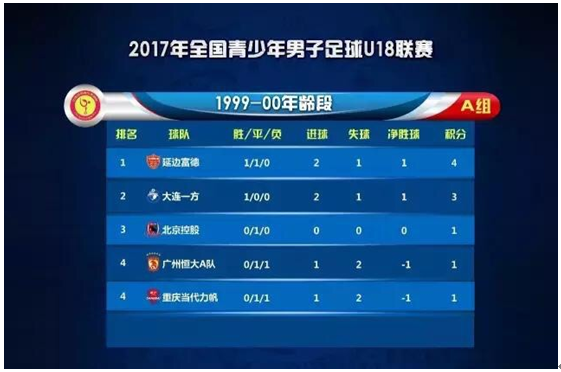 2017年全国青少年男子足球U18联赛
1999-00年龄段 A组
排名 球队 胜/平/负 进球 失球 净胜球 积分
1 延边富德 1/1/0 2 1 1 4
2 大连一方 1/0/0 2 1 1 3
3 北京控股 0/1/0 0 0 0 1
4 广州恒大A队 0/1/1 1 2 -1 1
4 重庆当代力帆 0/1/1 1 2 -1 1